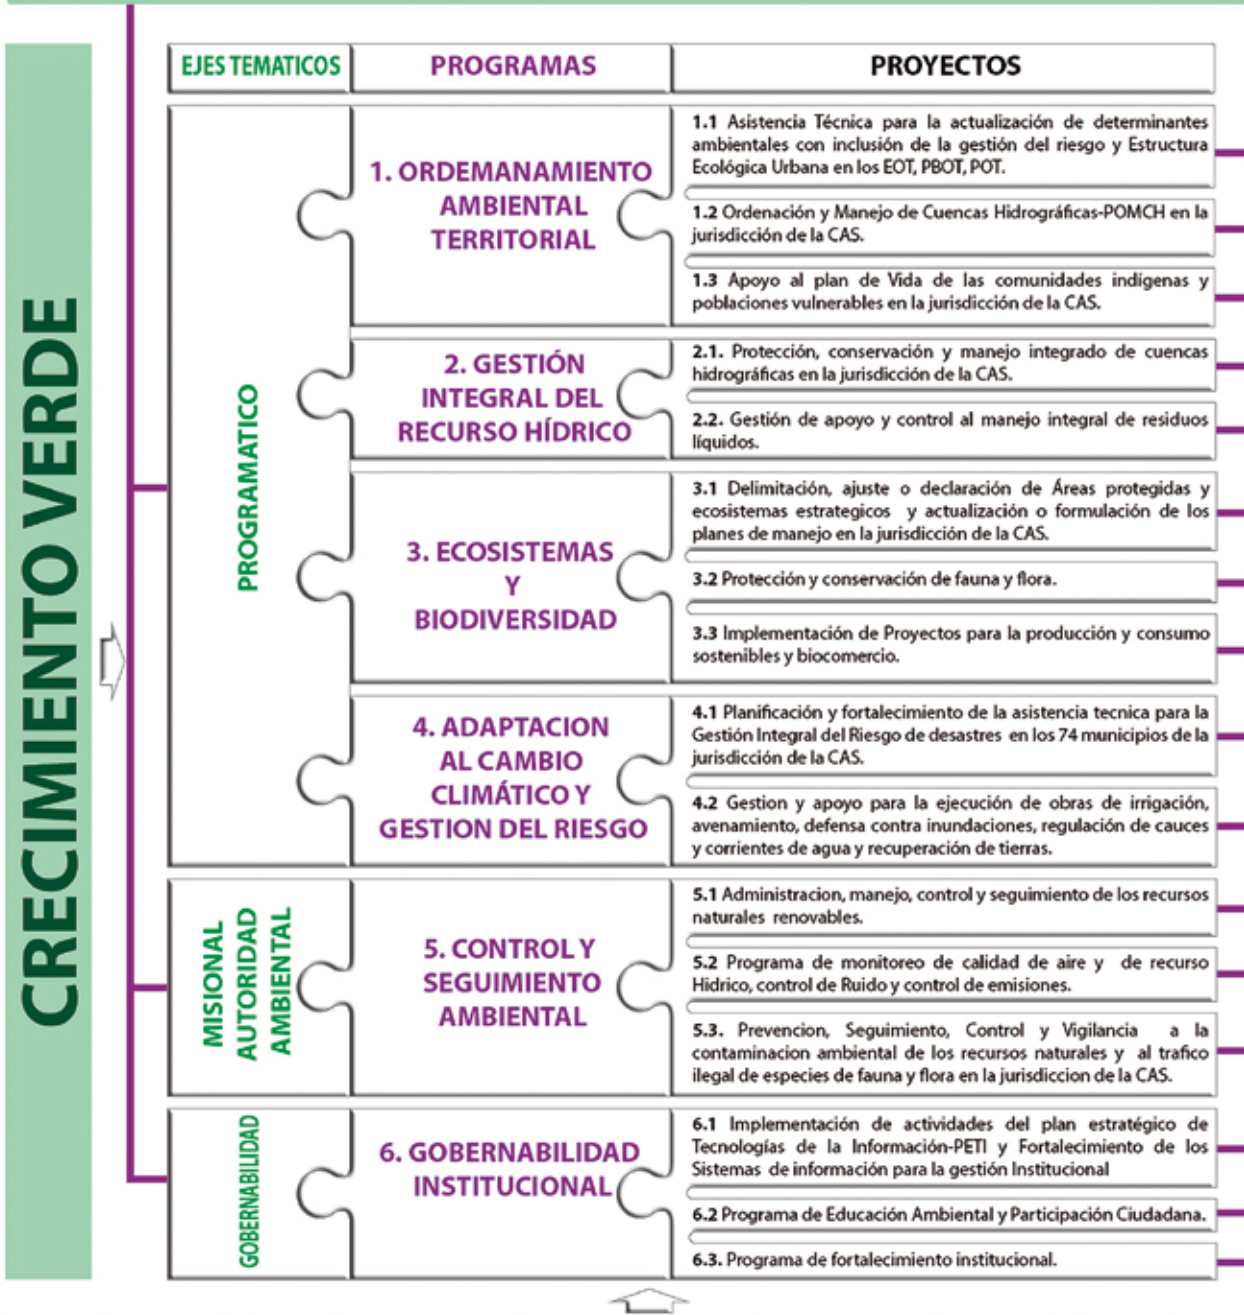 CRECIMIENTO VERDE
EJES TEMATICOS
PROGRAMAS
PROYECTOS
PROGRAMATICO
1. ORDEMANAMIENTO
AMBIENTAL
TERRITORIAL
1.1 Asistencia Técnica para la actualización de determinantes
ambientales con inclusión de la gestión del riesgo y Estructura
Ecológica Urbana en los EOT, PBOT, POT.
1.2 Ordenación y Manejo de Cuencas Hidrográficas-POMCH en la
jurisdicción de la CAS.
1.3 Apoyo al plan de Vida de las comunidades indígenas y
poblaciones vulnerables en la jurisdicción de la CAS.
2. GESTIÓN
INTEGRAL DEL
RECURSO HÍDRICO
2.1. Protección, conservación y manejo integrado de cuencas
hidrográficas en la jurisdicción de la CAS.
2.2. Gestión de apoyo y control al manejo integral de residuos
líquidos.
3. ECOSISTEMAS
Y
BIODIVERSIDAD
3.1 Delimitación, ajuste o declaración de Áreas protegidas y
ecosistemas estrategicos y actualización o formulación de los
planes de manejo en la jurisdicción de la CAS.
3.2 Protección y conservación de fauna y flora.
3.3 Implementación de Proyectos para la producción y consumo
sostenibles y biocomercio.
4. ADAPTACION
AL CAMBIO
CLIMÁTICO Y
GESTION DEL RIESGO
4.1 Planificación y fortalecimiento de la asistencia tecnica para la
Gestión Integral del Riesgo de desastres en los 74 municipios de la
jurisdicción de la CAS.
4.2 Gestion y apoyo para la ejecución de obras de irrigación,
avenamiento, defensa contra inundaciones, regulación de cauces
y corrientes de agua y recuperación de tierras.
MISIONAL
AUTORIDAD
AMBIENTAL
5. CONTROL Y
SEGUIMIENTO
AMBIENTAL
5.1 Administracion, manejo, control y seguimiento de los recursos
naturales renovables.
5.2 Programa de monitoreo de calidad de aire y de recurso
Hidrico, control de Ruido y control de emisiones.
5.3. Prevencion, Seguimiento, Control y Vigilancia a la
contaminacion ambiental de los recursos naturales y al trafico
ilegal de especies de fauna y flora en la jurisdiccion de la CAS.
GOBERNABILIDAD
6. GOBERNABILIDAD
INSTITUCIONAL
6.1 Implementación de actividades del plan estratégico de
Tecnologías de la Información-PETI y Fortalecimiento de los
Sistemas de información para la gestión Institucional
6.2 Programa de Educación Ambiental y Participación Ciudadana.
6.3. Programa de fortalecimiento institucional.